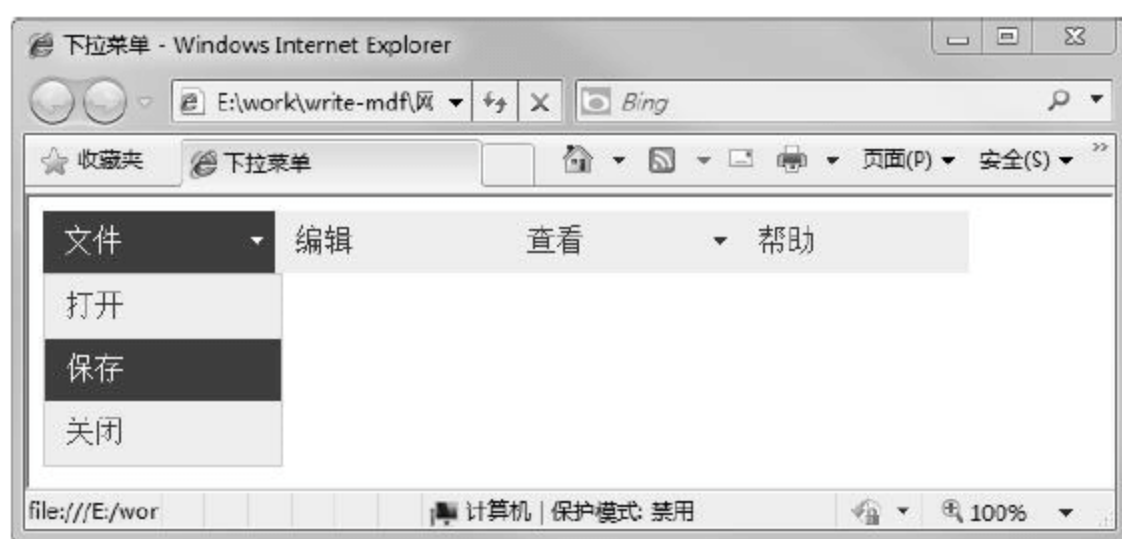 下拉菜单 - Windows Internet Explorer
E:\work\write-mdf\网 Bing
收藏夹 下拉菜单 页面(P) 安全(S) »
文件 编辑 查看 帮助
打开
保存
关闭
file:///E:/wor 计算机 | 保护模式: 禁用 100%